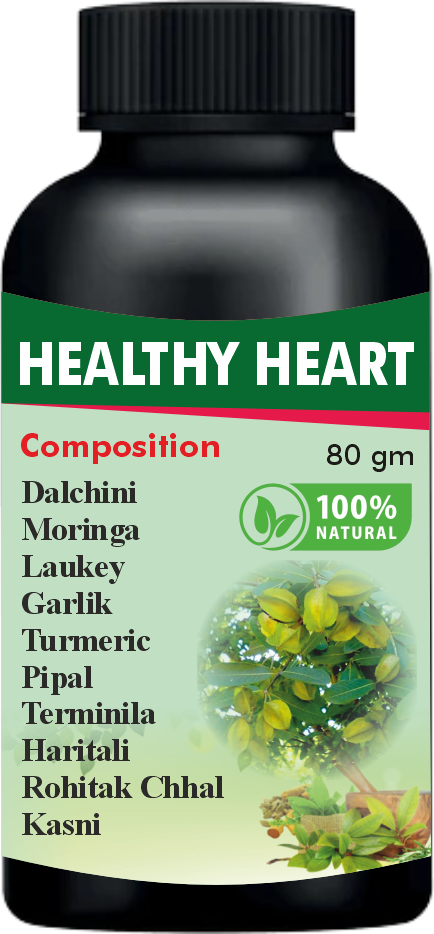 HEALTHY HEART
Composition
80 gm
Dalchini
Moringa
Laukey
Garlik
Turmeric
Pipal
Terminila
Haritali
Rohitak Chhal
Kasni
100%
NATURAL